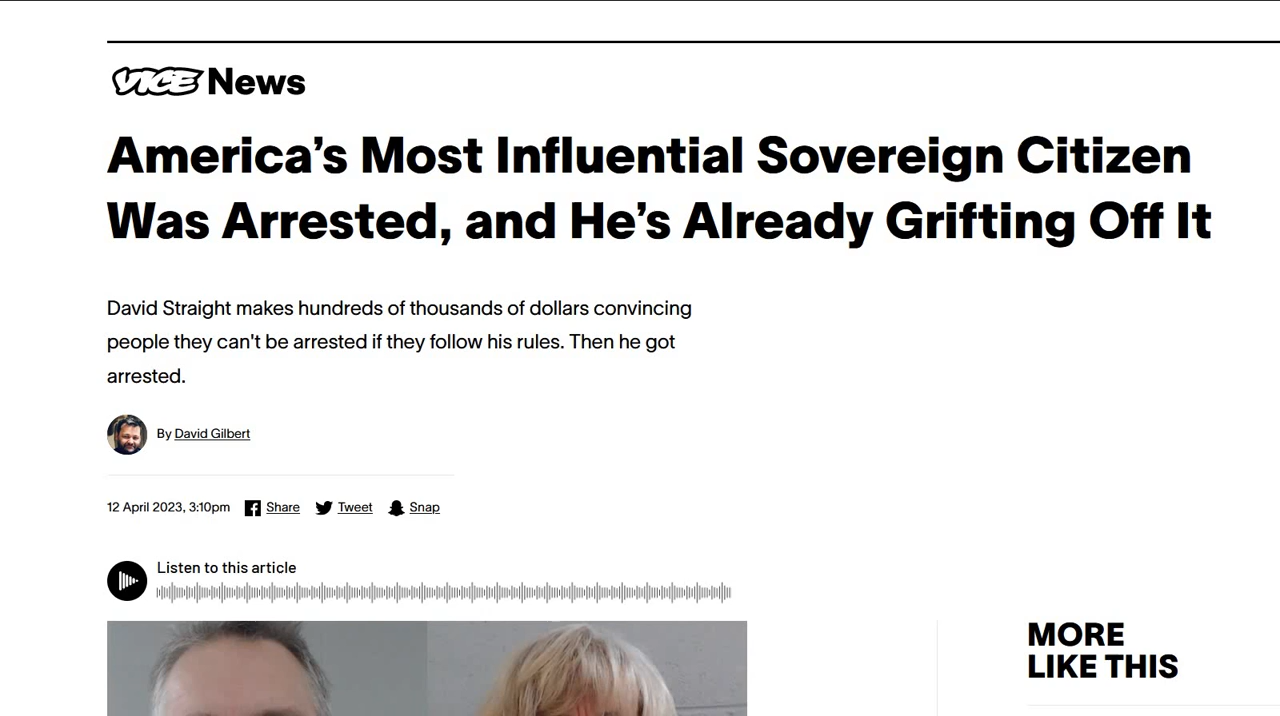 VICE News
America’s Most Influential Sovereign Citizen
Was Arrested, and He’s Already Grifting Off It
David Straight makes hundreds of thousands of dollars convincing
people they can't be arrested if they follow his rules. Then he got
arrested.
By David Gilbert
12 April 2023, 3:10pm Share Tweet Snap
Listen to this article
MORE
LIKE THIS